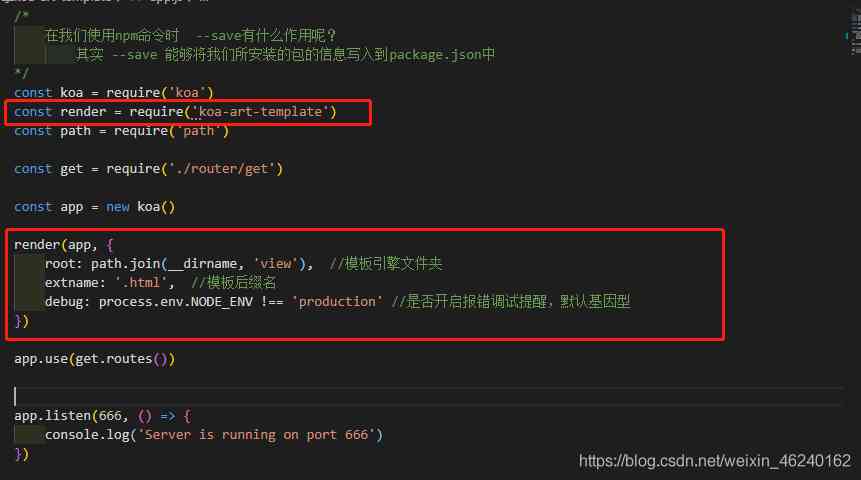 /*
在我们使用npm命令时  --save有什么作用呢?
其实 --save 能够将我们所安装的包的信息写入到package.json中
*/
const koa = require('koa')
const render = require('koa-art-template')
const path = require('path')
const get = require('./router/get')
const app = new koa()
render(app, {
root: path.join(__dirname, 'view'),  //模板引擎文件夹
extname: '.html',  //模板后缀名
debug: process.env.NODE_ENV !== 'production' //是否开启报错调试提醒，默认基因型
})
app.use(get.routes())
app.listen(666, () => {
console.log('Server is running on port 666')
})
https://blog.csdn.net/weixin_46240162